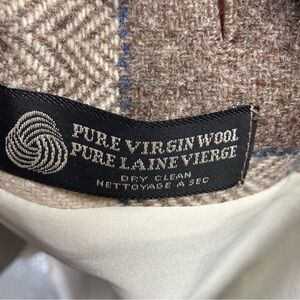 PURE VIRGIN WOOL
PURE LAINE VIERGE
DRY CLEAN
NETTOYAGE A SEC